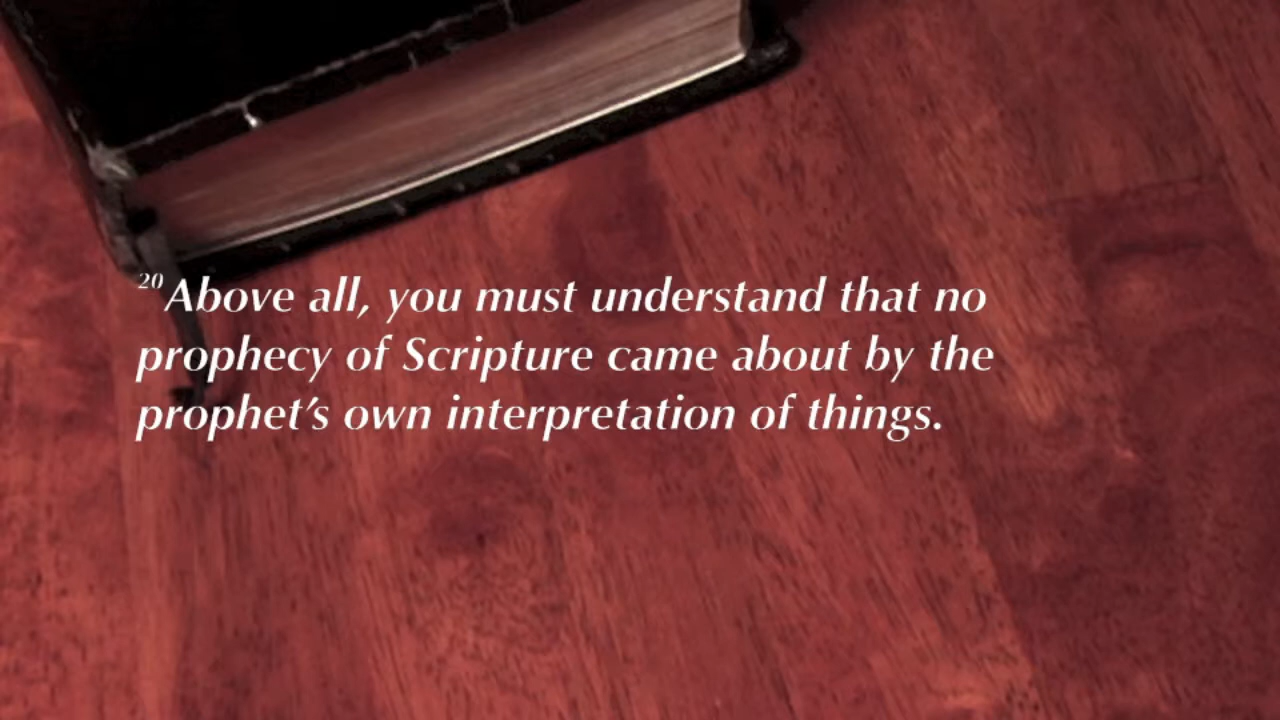 ²⁰Above all, you must understand that no
prophecy of Scripture came about by the
prophet’s own interpretation of things.